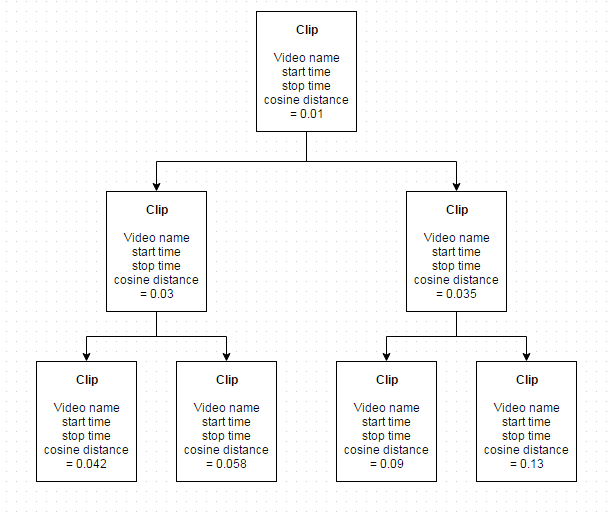 Clip
Video name
start time
stop time
cosine distance
= 0.01
Clip
Video name
start time
stop time
cosine distance
= 0.03
Clip
Video name
start time
stop time
cosine distance
= 0.035
Clip
Video name
start time
stop time
cosine distance
= 0.042
Clip
Video name
start time
stop time
cosine distance
= 0.058
Clip
Video name
start time
stop time
cosine distance
= 0.09
Clip
Video name
start time
stop time
cosine distance
= 0.13